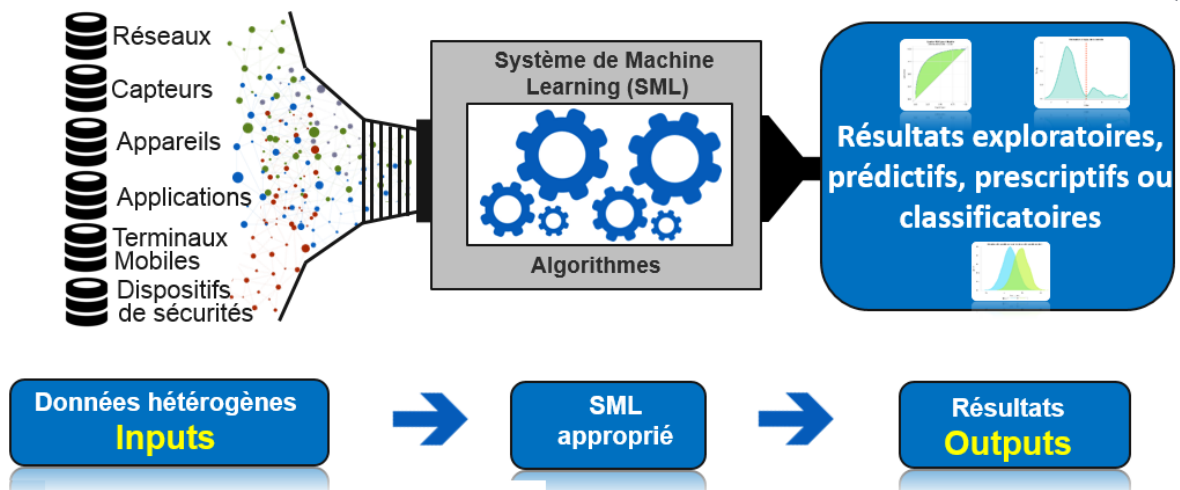 Réseaux
Capteurs
Appareils
Applications
Terminaux
Mobiles
Dispositifs
de sécurités
Système de Machine
Learning (SML)
Algorithmes
Résultats exploratoires,
prédictifs, prescriptifs ou
classificatoires
Données hétérogènes
Inputs
SML
approprié
Résultats
Outputs